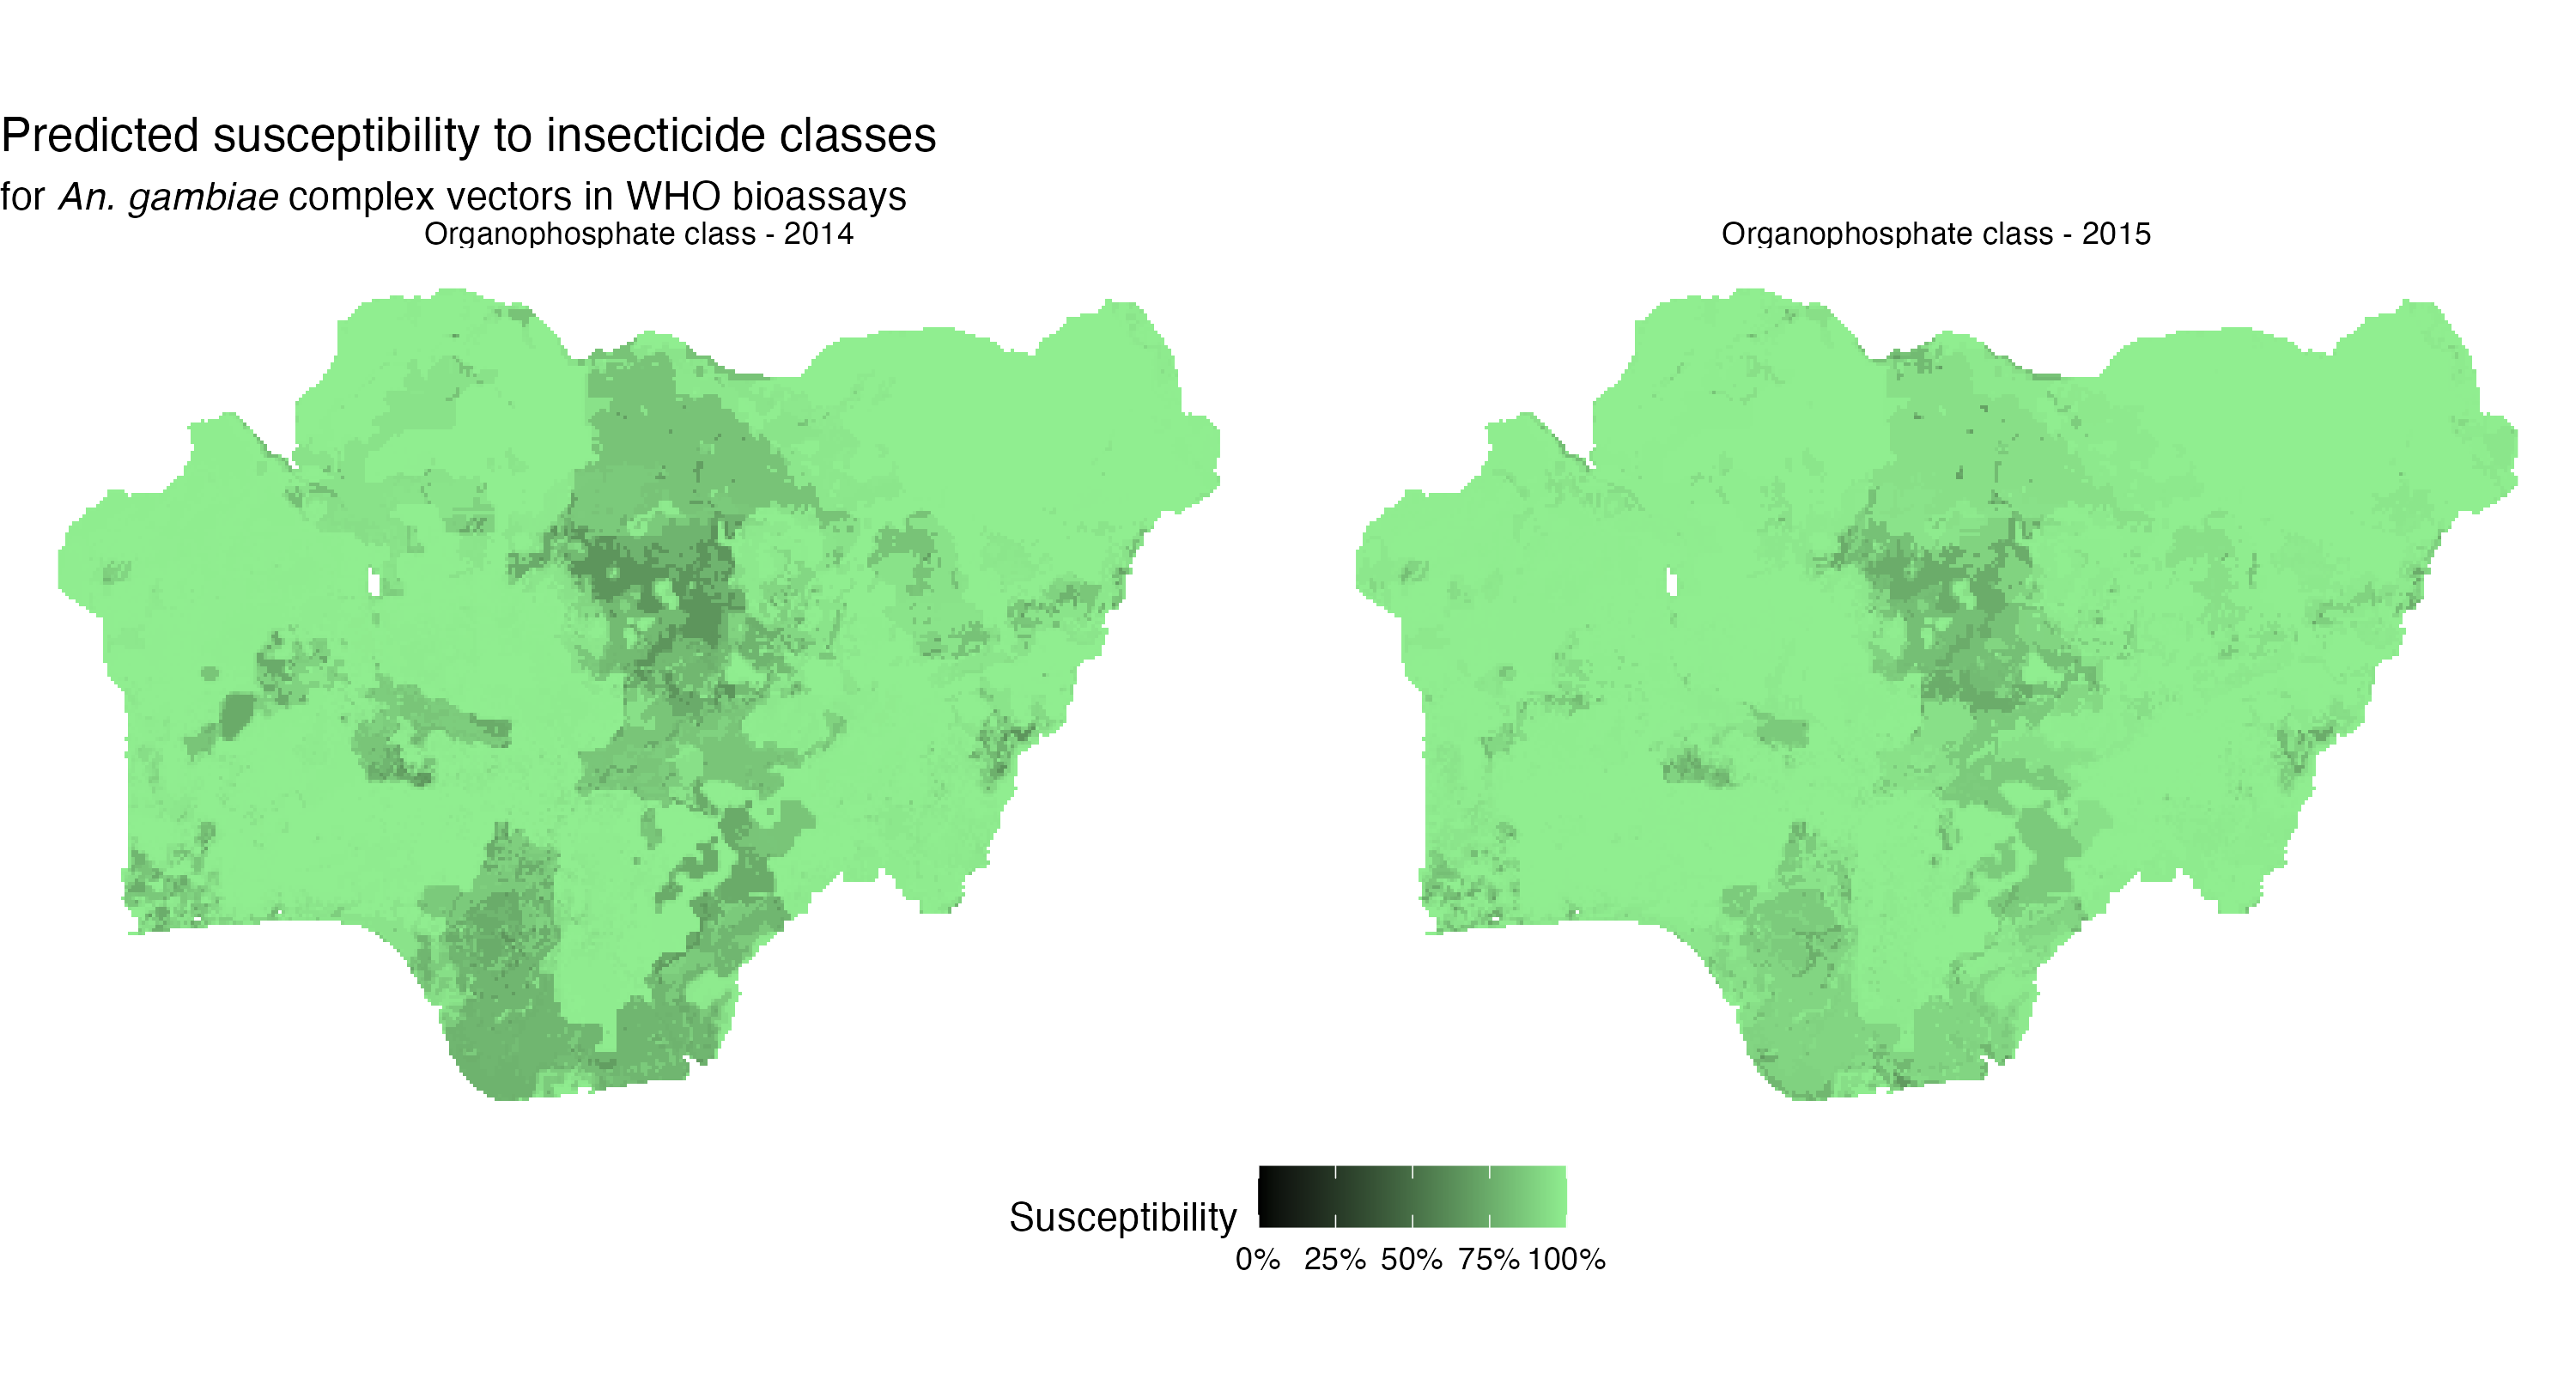 Predicted susceptibility to insecticide classes
for An. gambiae complex vectors in WHO bioassays
Organophosphate class - 2014
Organophosphate class - 2015
Susceptibility
0% 25% 50% 75% 100%